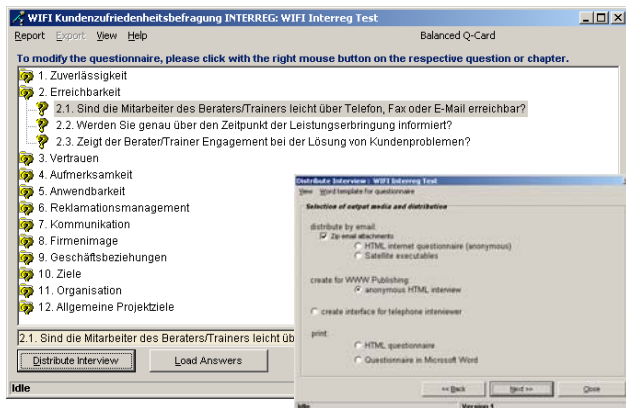 WIFI Kundenzufriedenheitsbefragung INTERREG: WIFI Interreg Test
Report Export View Help Balanced Q-Card
To modify the questionnaire, please click with the right mouse button on the respective question or chapter.
1. Zuverlässigkeit
2. Erreichbarkeit
2.1. Sind die Mitarbeiter des Beraters/Trainers leicht über Telefon, Fax oder E-Mail erreichbar?
2.2. Werden Sie genau über den Zeitpunkt der Leistungserbringung informiert?
2.3. Zeigt der Berater/Trainer Engagement bei der Lösung von Kundenproblemen?
3. Vertrauen
4. Aufmerksamkeit
5. Anwendbarkeit
6. Reklamationsmanagement
7. Kommunikation
8. Firmenimage
9. Geschäftsbeziehungen
10. Ziele
11. Organisation
12. Allgemeine Projektziele
2.1. Sind die Mitarbeiter des Beraters/Trainers leicht üb
Distribute Interview Load Answers
Idle
Distribute Interview : WIFI Interreg Test
View Word template for questionnaire
Selection of output media and distribution
distribute by email:
Zip email attachments
HTML internet questionnaire (anonymous)
Satellite executables
create for WWW Publishing:
anonymous HTML interview
create interface for telephone interviewer
print:
HTML questionnaire
Questionnaire in Microsoft Word
<< Back Next >> Close
Idle Version 1